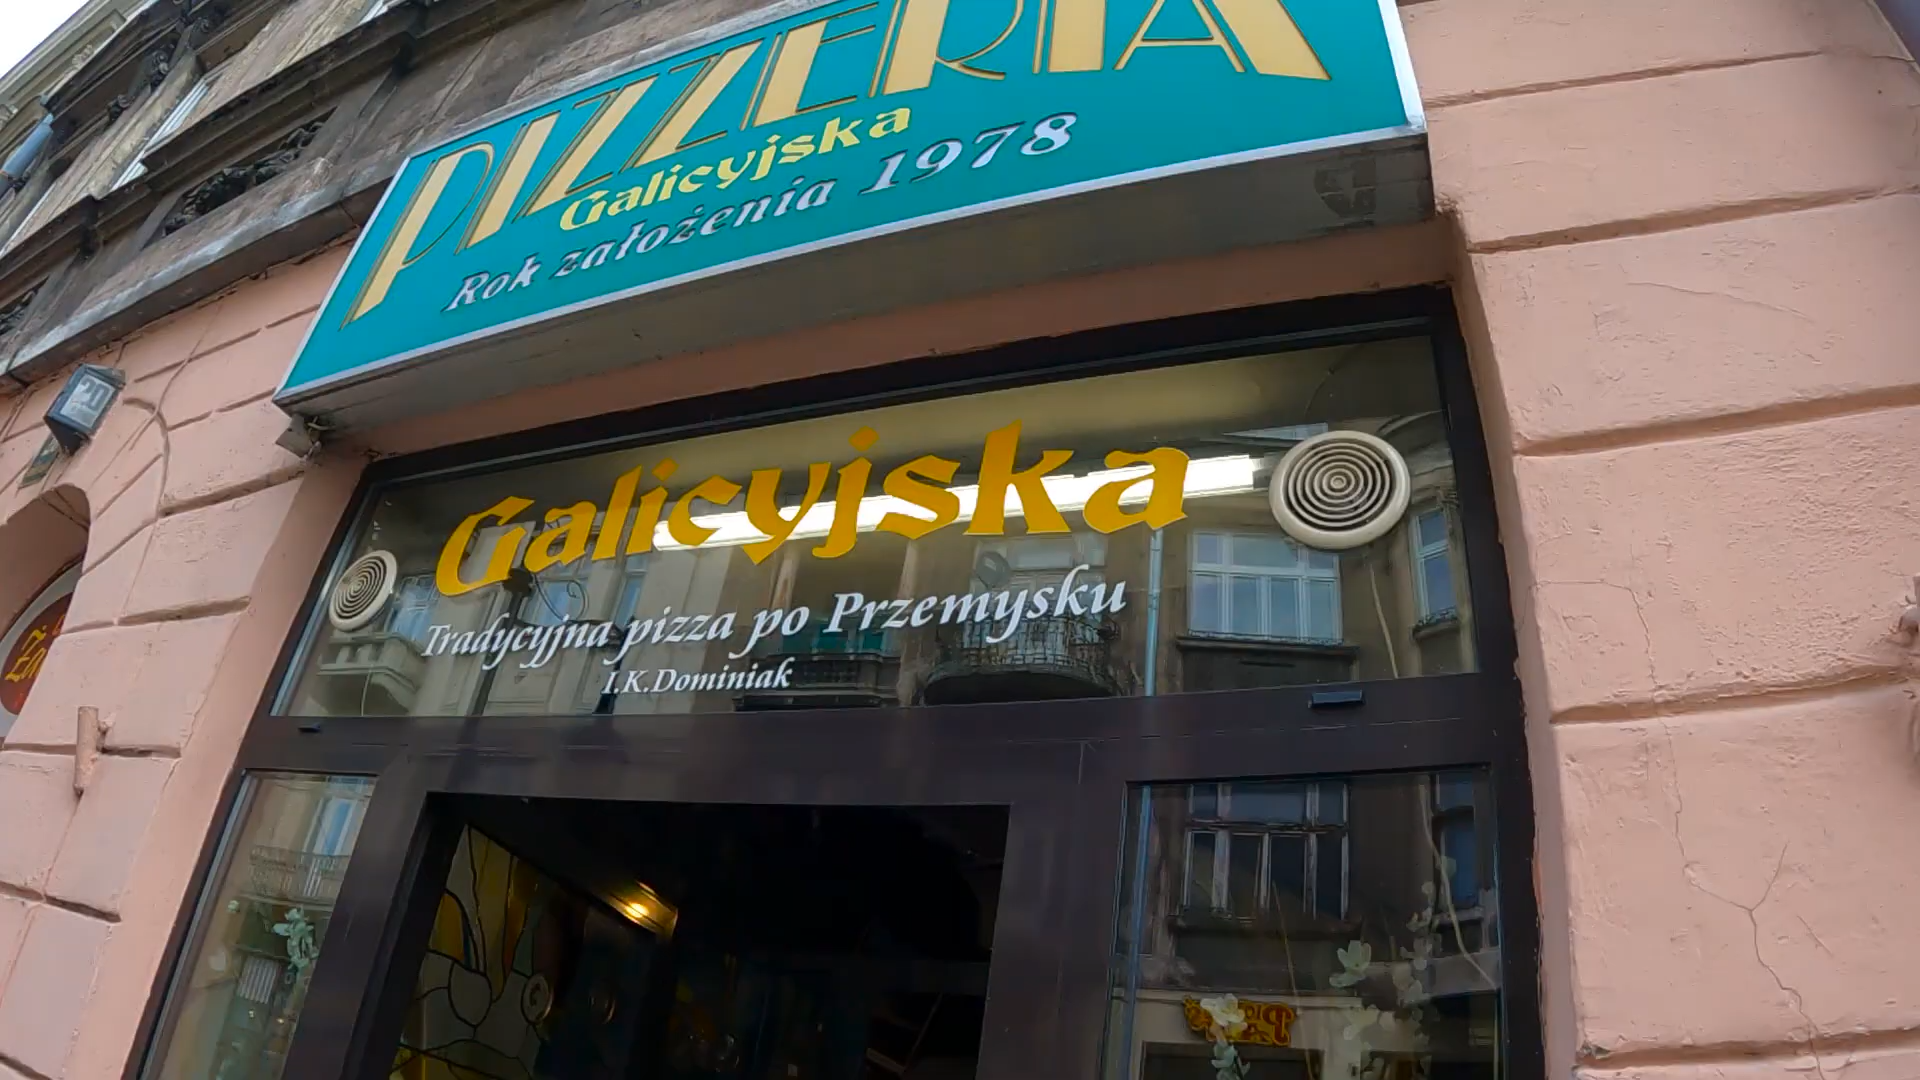 PIZZERIA
Galicyjska
Rok założenia 1978
Galicyjska
Tradycyjna pizza po Przemysku
I.K.Dominiak